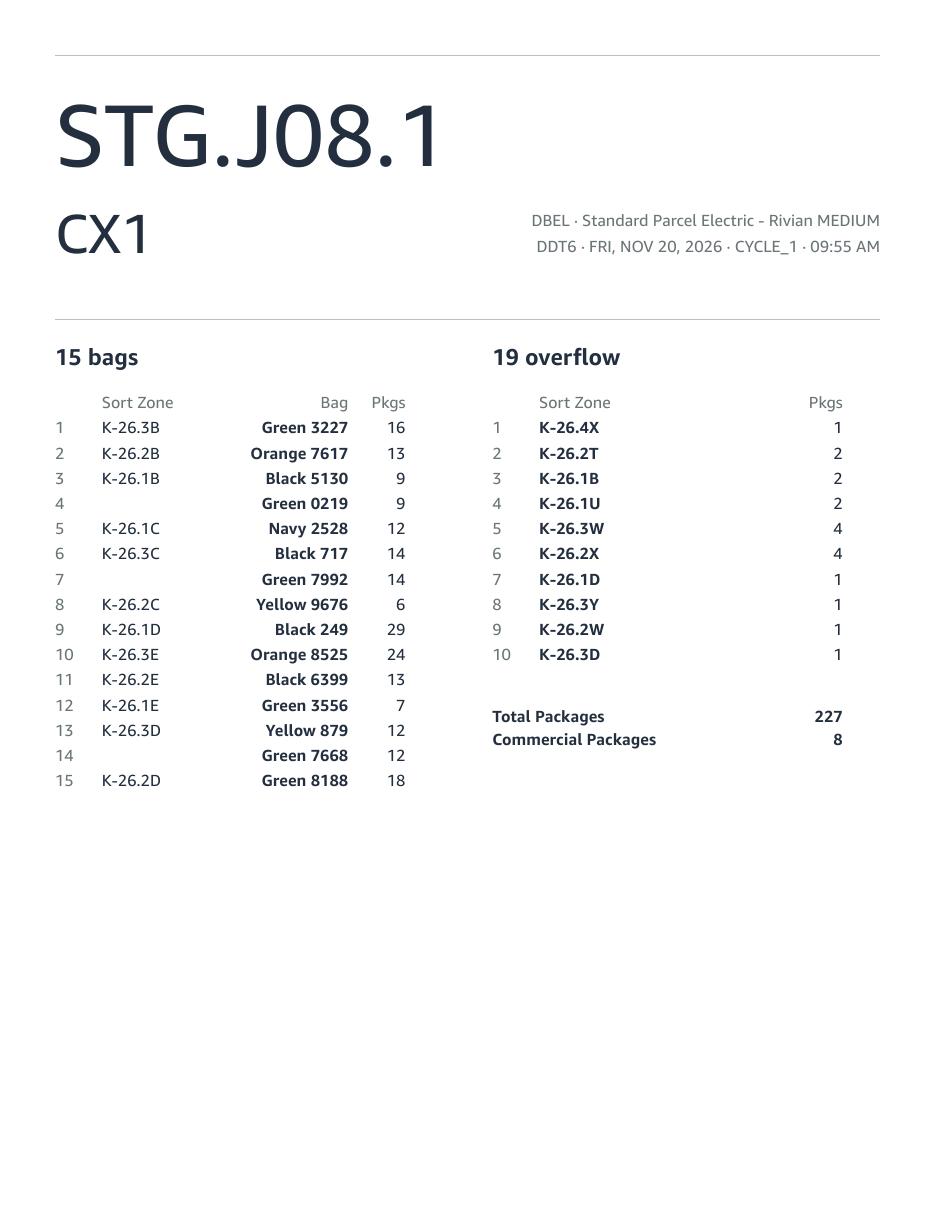 STG.J08.1
CX1
DBEL · Standard Parcel Electric - Rivian MEDIUM
DDT6 · FRI, NOV 20, 2026 · CYCLE_1 · 09:55 AM
15 bags
Sort Zone Bag Pkgs
1 K-26.3B Green 3227 16
2 K-26.2B Orange 7617 13
3 K-26.1B Black 5130 9
4 Green 0219 9
5 K-26.1C Navy 2528 12
6 K-26.3C Black 717 14
7 Green 7992 14
8 K-26.2C Yellow 9676 6
9 K-26.1D Black 249 29
10 K-26.3E Orange 8525 24
11 K-26.2E Black 6399 13
12 K-26.1E Green 3556 7
13 K-26.3D Yellow 879 12
14 Green 7668 12
15 K-26.2D Green 8188 18
19 overflow
Sort Zone Pkgs
1 K-26.4X 1
2 K-26.2T 2
3 K-26.1B 2
4 K-26.1U 2
5 K-26.3W 4
6 K-26.2X 4
7 K-26.1D 1
8 K-26.3Y 1
9 K-26.2W 1
10 K-26.3D 1
Total Packages 227
Commercial Packages 8